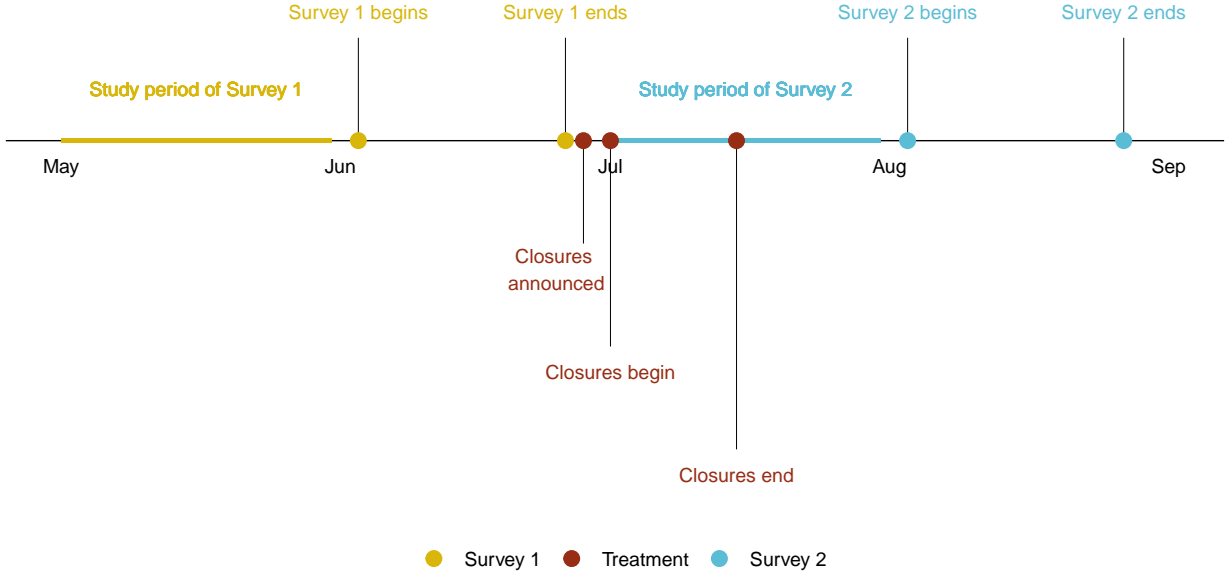 Survey 1 begins
Survey 1 ends
Survey 2 begins
Survey 2 ends
Study period of Survey 1
Study period of Survey 2
May
Jun
Jul
Aug
Sep
Closures
announced
Closures begin
Closures end
Survey 1
Treatment
Survey 2